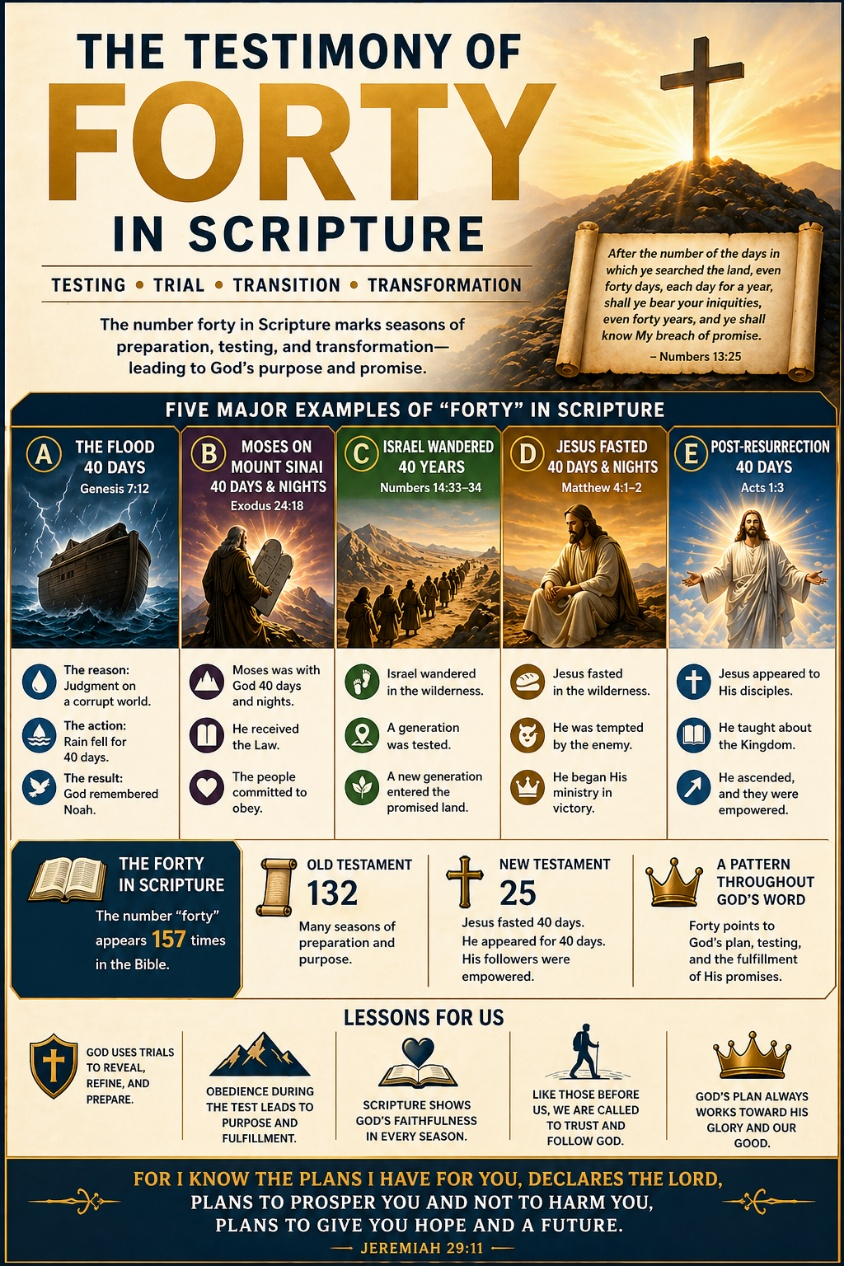 THE TESTIMONY OF
FORTY
IN SCRIPTURE
TESTING • TRIAL • TRANSITION • TRANSFORMATION
The number forty in Scripture marks seasons of
preparation, testing, and transformation—
leading to God's purpose and promise.
After the number of the days in
which ye searched the land, even
forty days, each day for a year,
shall ye bear your iniquities,
even forty years, and ye shall
know My breach of promise.
– Numbers 13:25
FIVE MAJOR EXAMPLES OF “FORTY” IN SCRIPTURE
A
THE FLOOD
40 DAYS
Genesis 7:12
The reason:
Judgment on
a corrupt world.
The action:
Rain fell for
40 days.
The result:
God remembered
Noah.
B
MOSES ON
MOUNT SINAI
40 DAYS & NIGHTS
Exodus 24:18
Moses was with
God 40 days
and nights.
He received
the Law.
The people
committed to
obey.
C
ISRAEL WANDERED
40 YEARS
Numbers 14:33–34
Israel wandered
in the wilderness.
A generation
was tested.
A new generation
entered the
promised land.
D
JESUS FASTED
40 DAYS & NIGHTS
Matthew 4:1–2
Jesus fasted
in the wilderness.
He was tempted
by the enemy.
He began His
ministry in
victory.
E
POST-RESURRECTION
40 DAYS
Acts 1:3
Jesus appeared to
His disciples.
He taught about
the Kingdom.
He ascended,
and they were
empowered.
THE FORTY
IN SCRIPTURE
The number “forty”
appears 157 times
in the Bible.
OLD TESTAMENT
132
Many seasons of
preparation and
purpose.
NEW TESTAMENT
25
Jesus fasted 40 days.
He appeared for 40 days.
His followers were
empowered.
A PATTERN
THROUGHOUT
GOD'S WORD
Forty points to
God's plan, testing,
and the fulfillment
of His promises.
LESSONS FOR US
GOD USES TRIALS
TO REVEAL,
REFINE, AND
PREPARE.
OBEDIENCE DURING
THE TEST LEADS TO
PURPOSE AND
FULFILLMENT.
SCRIPTURE SHOWS
GOD'S FAITHFULNESS
IN EVERY SEASON.
LIKE THOSE BEFORE
US, WE ARE CALLED
TO TRUST AND
FOLLOW GOD.
GOD'S PLAN ALWAYS
WORKS TOWARD HIS
GLORY AND OUR
GOOD.
FOR I KNOW THE PLANS I HAVE FOR YOU, DECLARES THE LORD,
PLANS TO PROSPER YOU AND NOT TO HARM YOU,
PLANS TO GIVE YOU HOPE AND A FUTURE.
— JEREMIAH 29:11 —